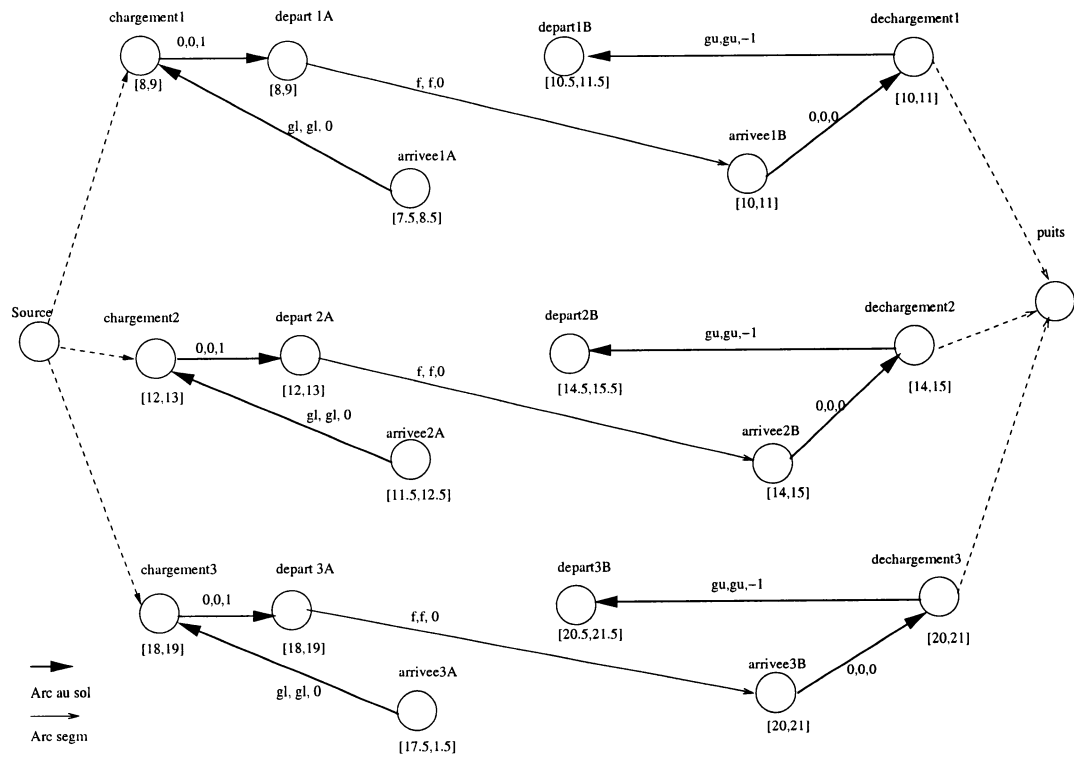 chargement1
depart 1A
depart1B
dechargement1
0,0,1
gu,gu,−1
[8,9]
[8,9]
[10.5,11.5]
[10,11]
f, f,0
0,0,0
gl, gl, 0
arrivee1A
arrivee1B
[7.5,8.5]
[10,11]
puits
Source
chargement2
depart 2A
depart2B
dechargement2
0,0,1
gu,gu,−1
[12,13]
[12,13]
[14.5,15.5]
[14,15]
f, f,0
0,0,0
gl, gl, 0
arrivee2A
arrivee2B
[11.5,12.5]
[14,15]
chargement3
depart 3A
depart3B
dechargement3
0,0,1
gu,gu,−1
[18,19]
[18,19]
[20.5,21.5]
[20,21]
f,f, 0
0,0,0
gl, gl, 0
arrivee3A
arrivee3B
[17.5,1.5]
[20,21]
Arc au sol
Arc segm